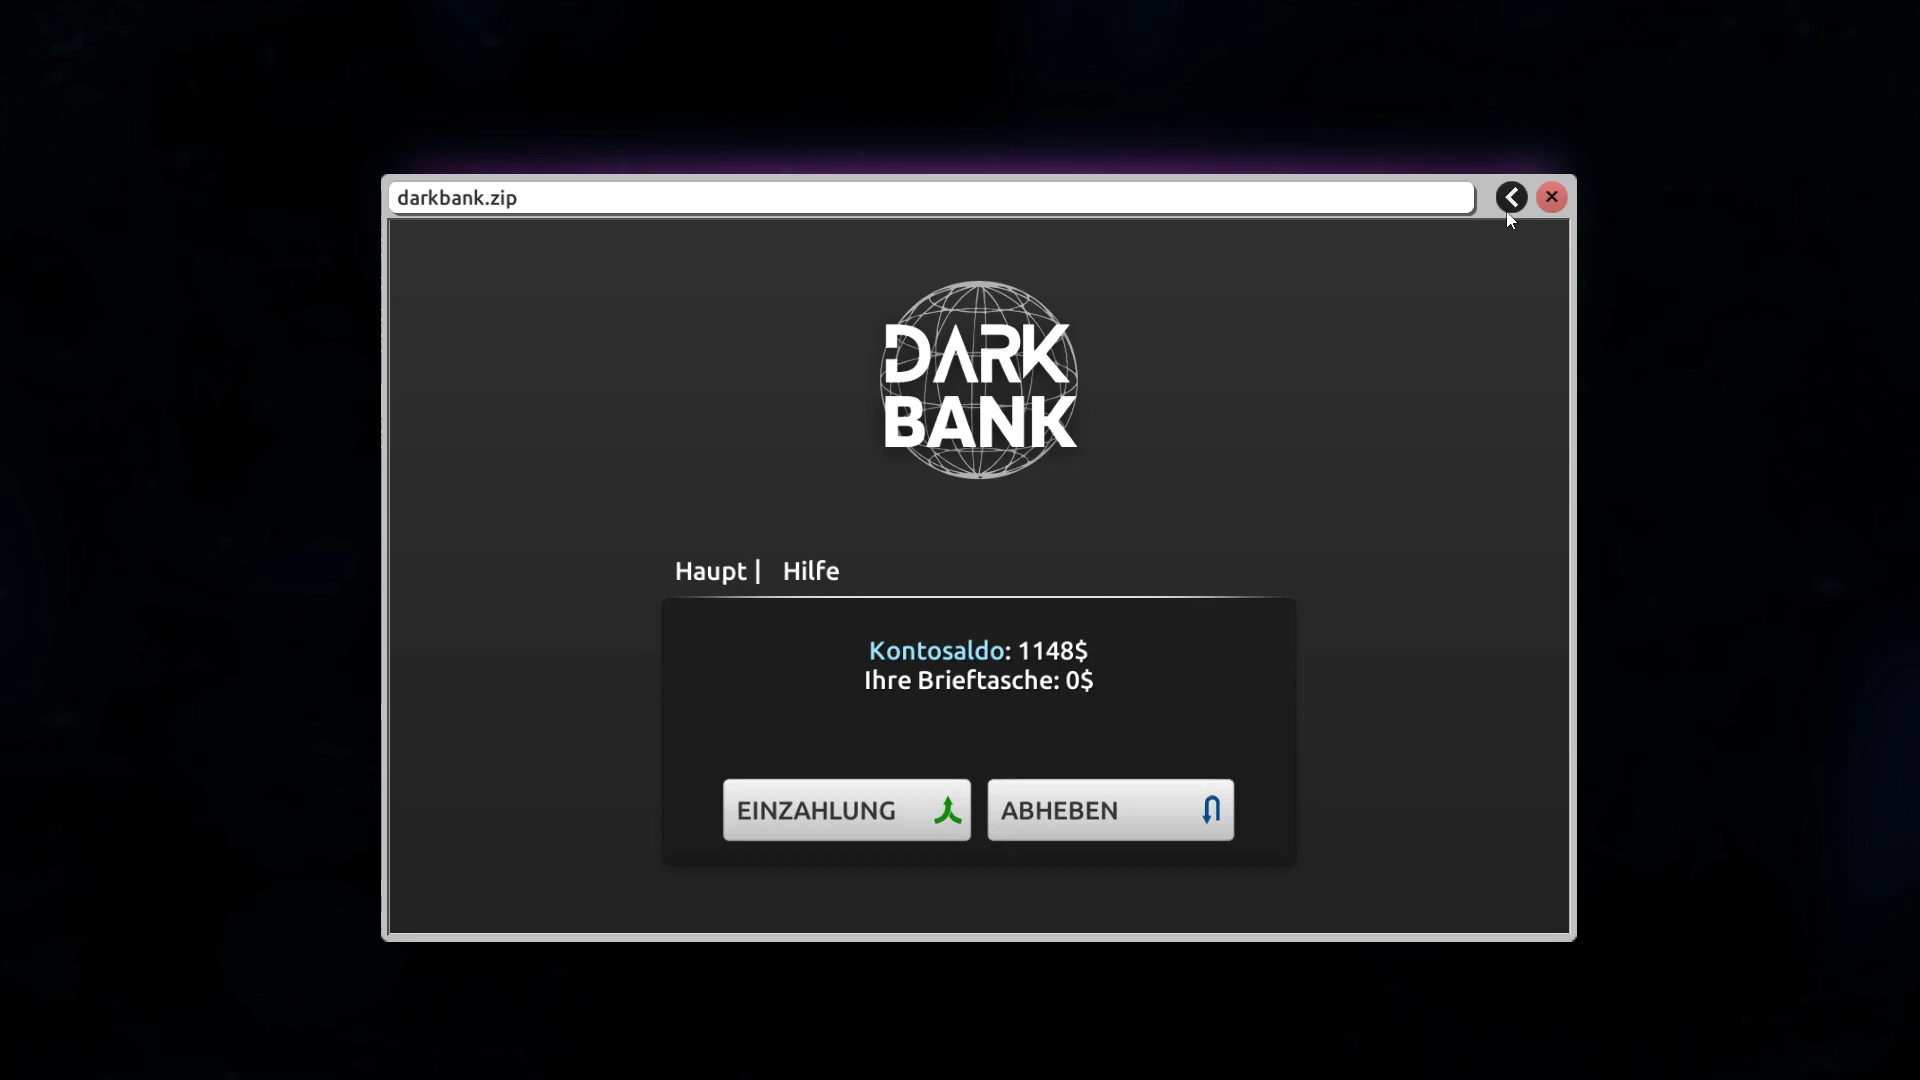 darkbank.zip
DARK
BANK
Haupt | Hilfe
Kontosaldo: 1148$
Ihre Brieftasche: 0$
EINZAHLUNG
ABHEBEN